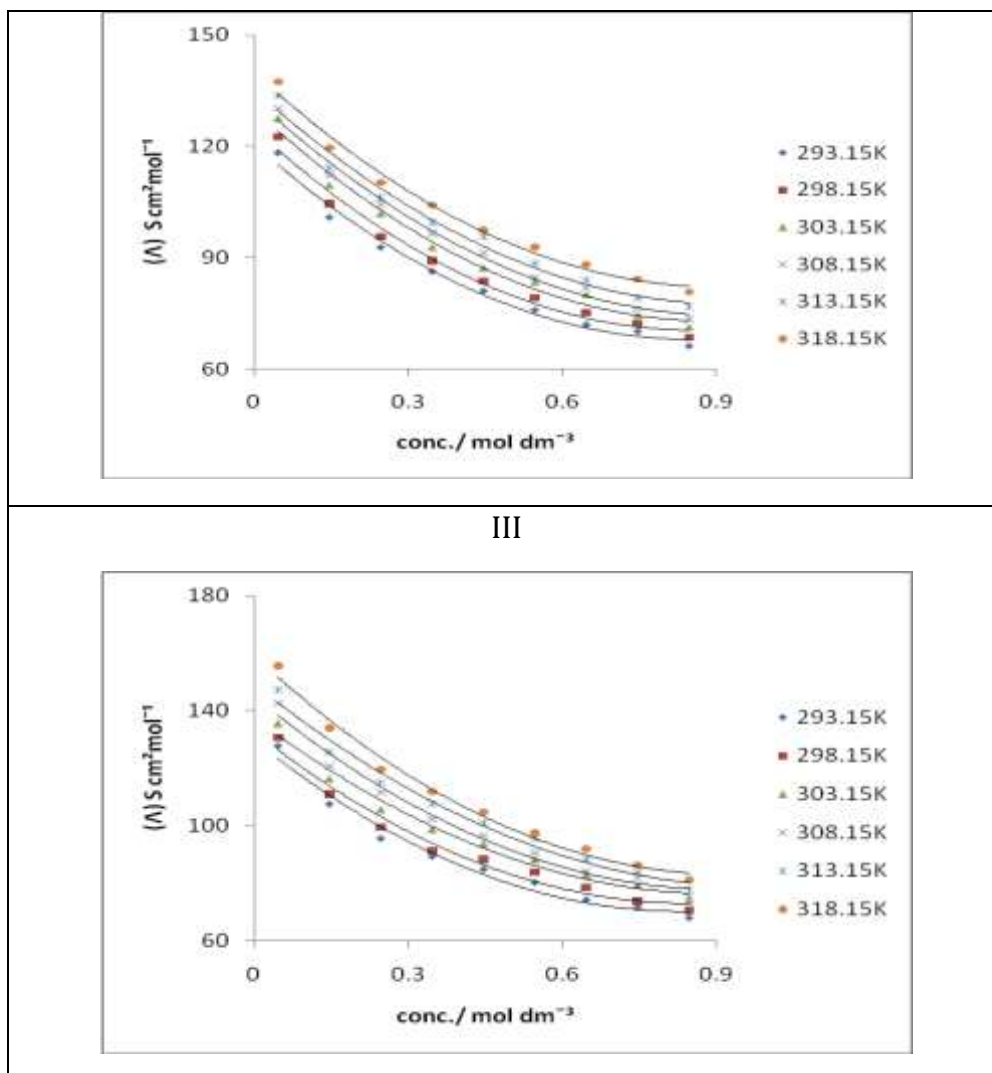 150
120
90
60
(Λ) S cm²mol⁻¹
0
0.3
0.6
0.9
conc./ mol dm⁻³
293.15K
298.15K
303.15K
308.15K
313.15K
318.15K
III
180
140
100
60
(Λ) S cm²mol⁻¹
0
0.3
0.6
0.9
conc./ mol dm⁻³
293.15K
298.15K
303.15K
308.15K
313.15K
318.15K